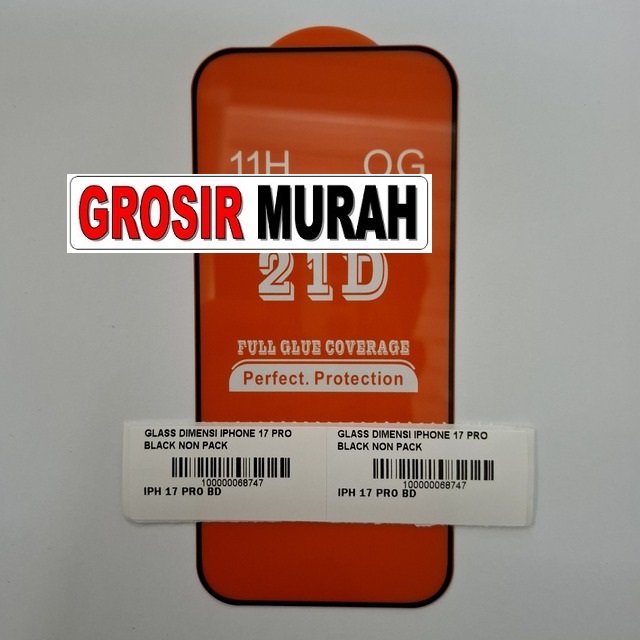 11H OG
GROSIR MURAH
21D
FULL GLUE COVERAGE
Perfect. Protection
GLASS DIMENSI IPHONE 17 PRO
BLACK NON PACK
100000068747
IPH 17 PRO BD
GLASS DIMENSI IPHONE 17 PRO
BLACK NON PACK
100000068747
IPH 17 PRO BD